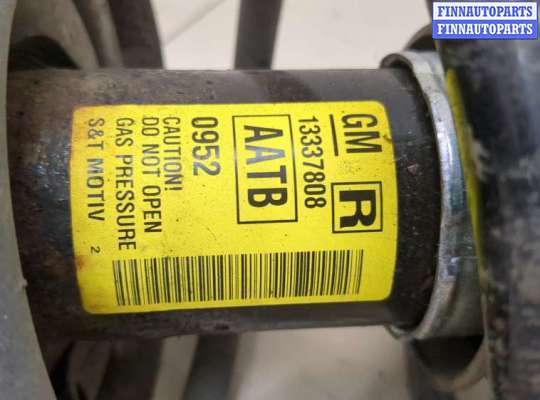 FINNAUTOPARTS
FINNAUTOPARTS
GM R
13337808
AATB
0952
CAUTION!
DO NOT OPEN
GAS PRESSURE
S&T MOTIV 2